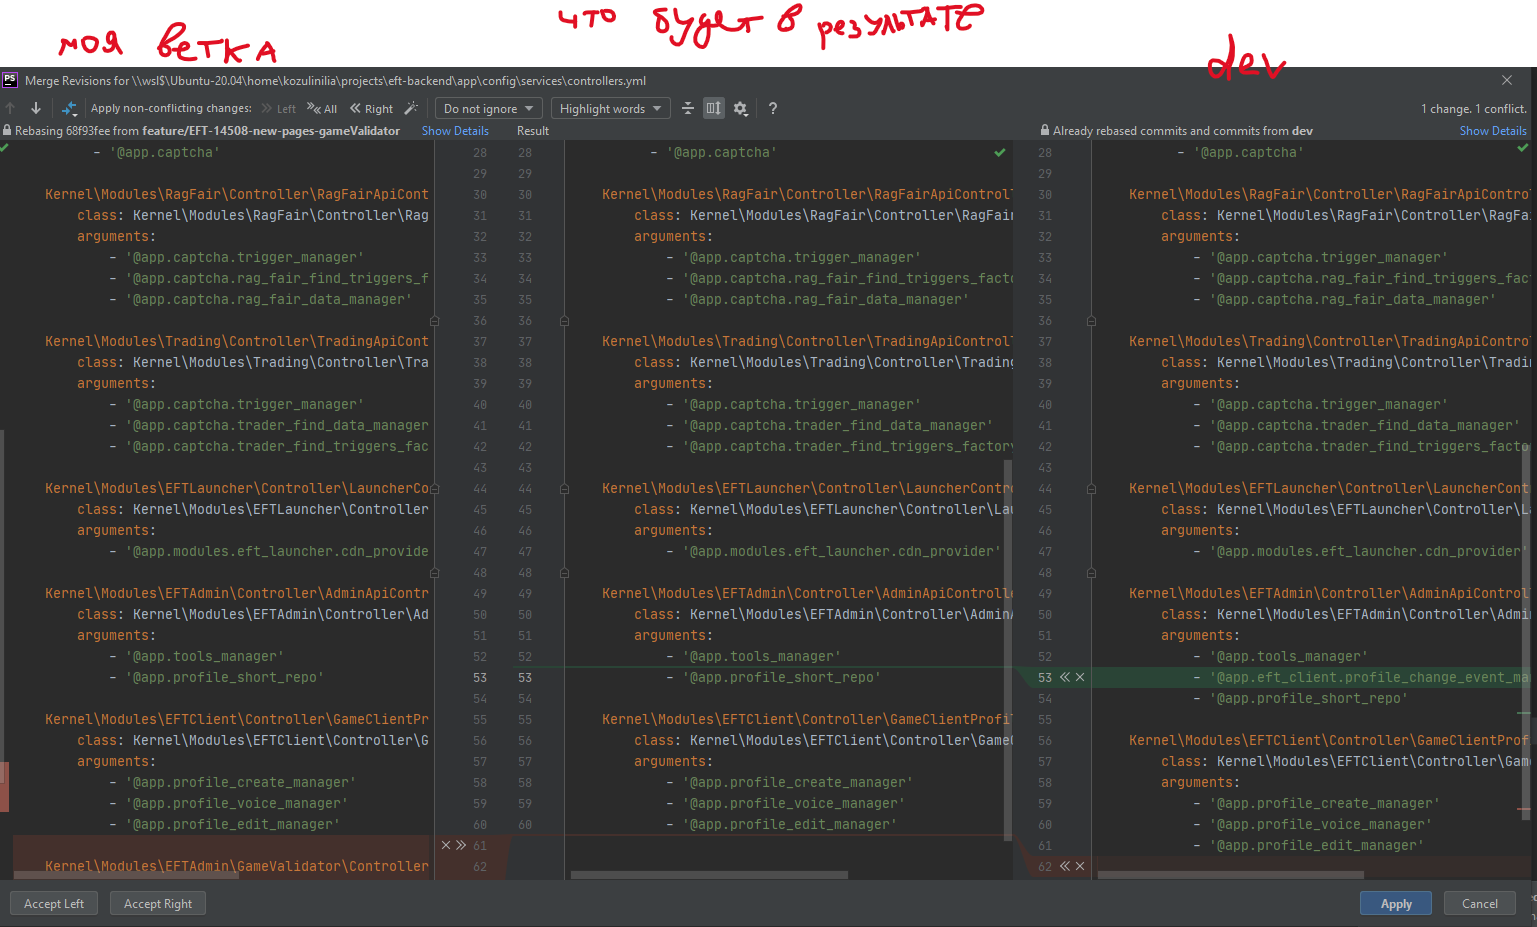 моя ветка
что будет в результате
dev
PS Merge Revisions for \\wsl$\Ubuntu-20.04\home\kozulinilia\projects\eft-backend\app\config\services\controllers.yml
Apply non-conflicting changes: Left All Right Do not ignore Highlight words ? 1 change. 1 conflict.
Rebasing 68f93fee from feature/EFT-14508-new-pages-gameValidator Show Details Result Already rebased commits and commits from dev Show Details
- '@app.captcha' 28 28 - '@app.captcha' 28 - '@app.captcha'
29 29 29
Kernel\Modules\RagFair\Controller\RagFairApiCont 30 30 Kernel\Modules\RagFair\Controller\RagFairApiControll 30 Kernel\Modules\RagFair\Controller\RagFairApiControl
class: Kernel\Modules\RagFair\Controller\Rag 31 31 class: Kernel\Modules\RagFair\Controller\RagFair 31 class: Kernel\Modules\RagFair\Controller\RagFa
arguments: 32 32 arguments: 32 arguments:
- '@app.captcha.trigger_manager' 33 33 - '@app.captcha.trigger_manager' 33 - '@app.captcha.trigger_manager'
- '@app.captcha.rag_fair_find_triggers_f 34 34 - '@app.captcha.rag_fair_find_triggers_facto 34 - '@app.captcha.rag_fair_find_triggers_fact
- '@app.captcha.rag_fair_data_manager' 35 35 - '@app.captcha.rag_fair_data_manager' 35 - '@app.captcha.rag_fair_data_manager'
36 36 36
Kernel\Modules\Trading\Controller\TradingApiCont 37 37 Kernel\Modules\Trading\Controller\TradingApiControll 37 Kernel\Modules\Trading\Controller\TradingApiControl
class: Kernel\Modules\Trading\Controller\Tra 38 38 class: Kernel\Modules\Trading\Controller\Trading 38 class: Kernel\Modules\Trading\Controller\Tradi
arguments: 39 39 arguments: 39 arguments:
- '@app.captcha.trigger_manager' 40 40 - '@app.captcha.trigger_manager' 40 - '@app.captcha.trigger_manager'
- '@app.captcha.trader_find_data_manager 41 41 - '@app.captcha.trader_find_data_manager' 41 - '@app.captcha.trader_find_data_manager'
- '@app.captcha.trader_find_triggers_fac 42 42 - '@app.captcha.trader_find_triggers_factory 42 - '@app.captcha.trader_find_triggers_facto
43 43 43
Kernel\Modules\EFTLauncher\Controller\LauncherCo 44 44 Kernel\Modules\EFTLauncher\Controller\LauncherContr 44 Kernel\Modules\EFTLauncher\Controller\LauncherCont
class: Kernel\Modules\EFTLauncher\Controller 45 45 class: Kernel\Modules\EFTLauncher\Controller\Lau 45 class: Kernel\Modules\EFTLauncher\Controller\L
arguments: 46 46 arguments: 46 arguments:
- '@app.modules.eft_launcher.cdn_provide 47 47 - '@app.modules.eft_launcher.cdn_provider' 47 - '@app.modules.eft_launcher.cdn_provider'
48 48 48
Kernel\Modules\EFTAdmin\Controller\AdminApiContr 49 49 Kernel\Modules\EFTAdmin\Controller\AdminApiControlle 49 Kernel\Modules\EFTAdmin\Controller\AdminApiControl
class: Kernel\Modules\EFTAdmin\Controller\Ad 50 50 class: Kernel\Modules\EFTAdmin\Controller\AdminA 50 class: Kernel\Modules\EFTAdmin\Controller\Admi
arguments: 51 51 arguments: 51 arguments:
- '@app.tools_manager' 52 52 - '@app.tools_manager' 52 - '@app.tools_manager'
- '@app.profile_short_repo' 53 53 - '@app.profile_short_repo' 53 - '@app.eft_client.profile_change_event_ma
54 54 54 - '@app.profile_short_repo'
Kernel\Modules\EFTClient\Controller\GameClientPr 55 55 Kernel\Modules\EFTClient\Controller\GameClientProfil 55
class: Kernel\Modules\EFTClient\Controller\G 56 56 class: Kernel\Modules\EFTClient\Controller\GameC 56 Kernel\Modules\EFTClient\Controller\GameClientProf
arguments: 57 57 arguments: 57 class: Kernel\Modules\EFTClient\Controller\Gam
- '@app.profile_create_manager' 58 58 - '@app.profile_create_manager' 58 arguments:
- '@app.profile_voice_manager' 59 59 - '@app.profile_voice_manager' 59 - '@app.profile_create_manager'
- '@app.profile_edit_manager' 60 60 - '@app.profile_edit_manager' 60 - '@app.profile_voice_manager'
61 61 - '@app.profile_edit_manager'
Kernel\Modules\EFTAdmin\GameValidator\Controller 62 62
Accept Left Accept Right Apply Cancel